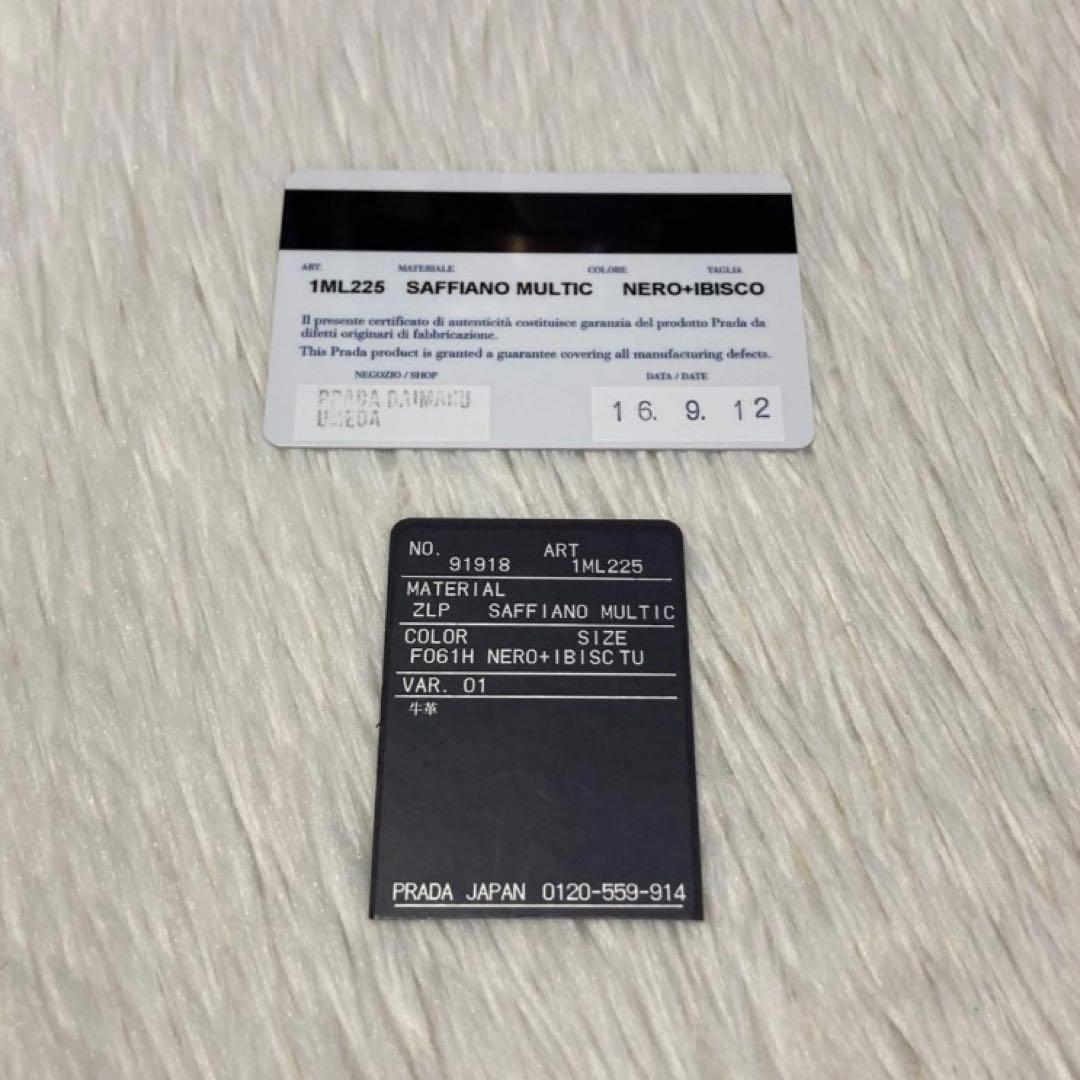 ART. MATERIALE COLORE TAGLIA
1ML225 SAFFIANO MULTIC NERO+IBISCO
Il presente certificato di autenticità costituisce garanzia del prodotto Prada da
difetti originari di fabbricazione.
This Prada product is granted a guarantee covering all manufacturing defects.
NEGOZIO / SHOP DATA / DATE
PRADA DAIMARU
UMEDA
16. 9. 12
NO. ART
91918 1ML225
MATERIAL
ZLP SAFFIANO MULTIC
COLOR SIZE
F061H NERO+IBISC TU
VAR. 01
牛革
PRADA JAPAN 0120-559-914